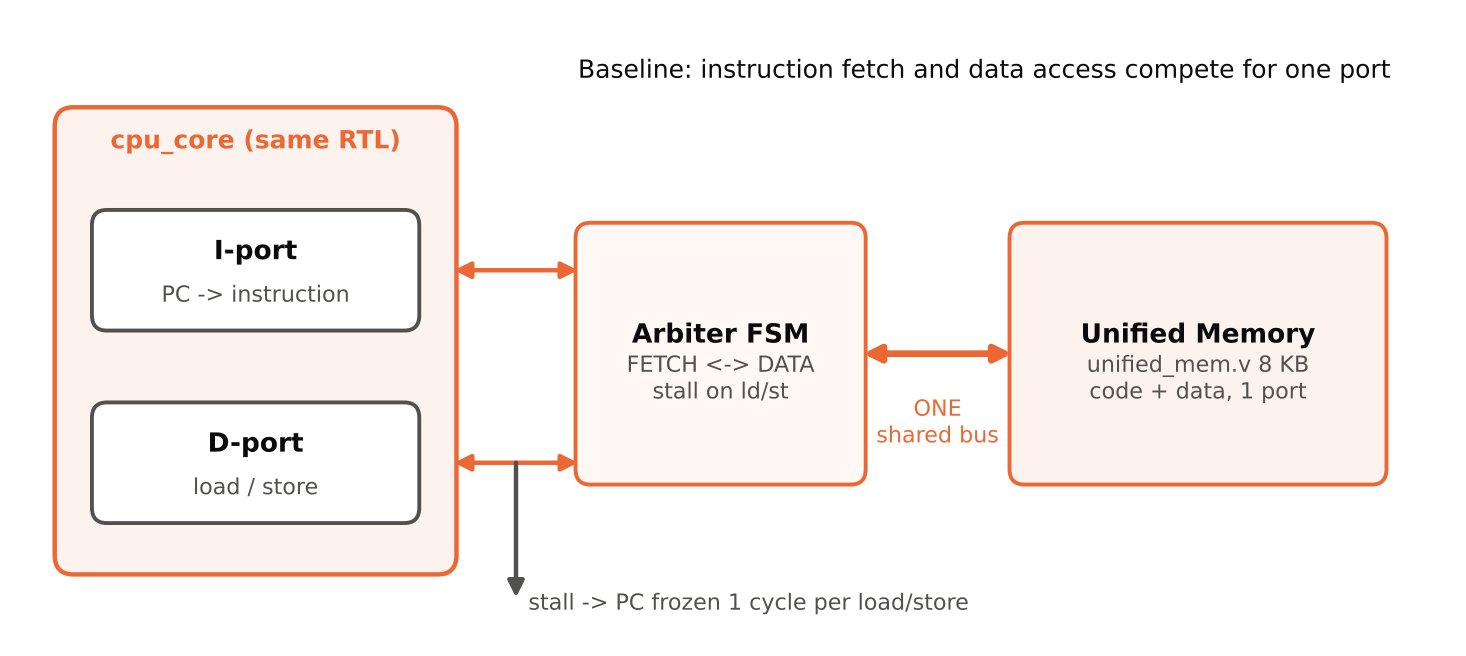 Baseline: instruction fetch and data access compete for one port
cpu_core (same RTL)
I-port
PC -> instruction
D-port
load / store
Arbiter FSM
FETCH <-> DATA
stall on ld/st
ONE
shared bus
Unified Memory
unified_mem.v 8 KB
code + data, 1 port
stall -> PC frozen 1 cycle per load/store